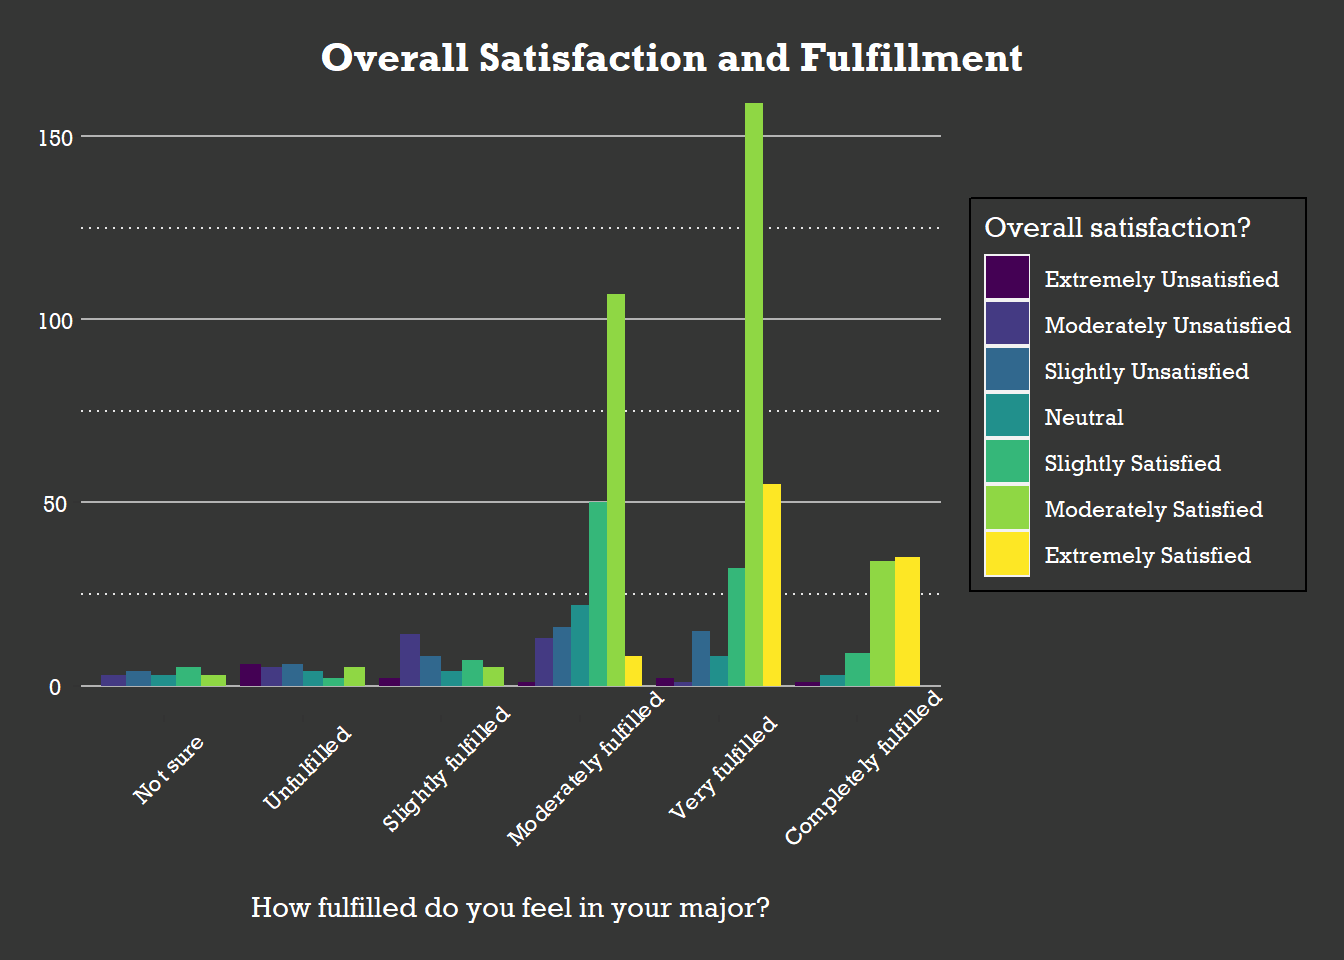 Overall Satisfaction and Fulfillment
150
100
50
0
Overall satisfaction?
Extremely Unsatisfied
Moderately Unsatisfied
Slightly Unsatisfied
Neutral
Slightly Satisfied
Moderately Satisfied
Extremely Satisfied
Not sure
Unfulfilled
Slightly fulfilled
Moderately fulfilled
Very fulfilled
Completely fulfilled
How fulfilled do you feel in your major?